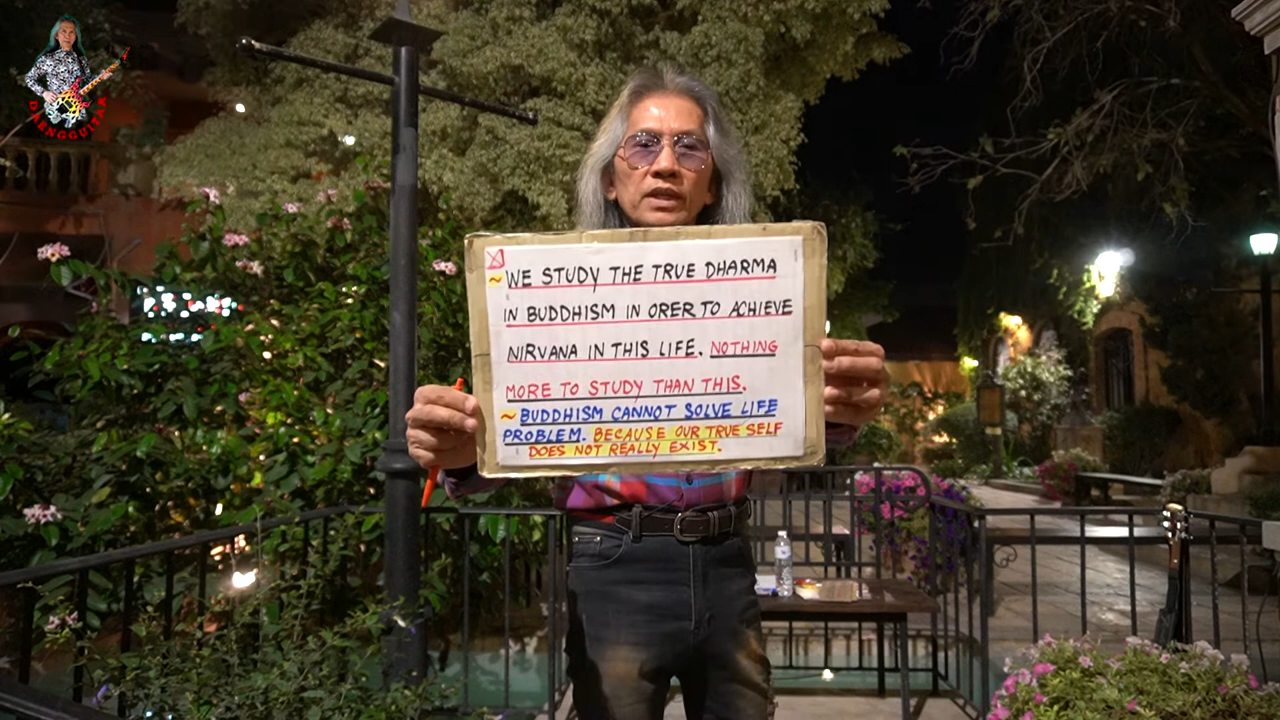 DAENGGUITAR
~ WE STUDY THE TRUE DHARMA
IN BUDDHISM IN ORER TO ACHIEVE
NIRVANA IN THIS LIFE. NOTHING
MORE TO STUDY THAN THIS.
~ BUDDHISM CANNOT SOLVE LIFE
PROBLEM. BECAUSE OUR TRUE SELF
DOES NOT REALLY EXIST.